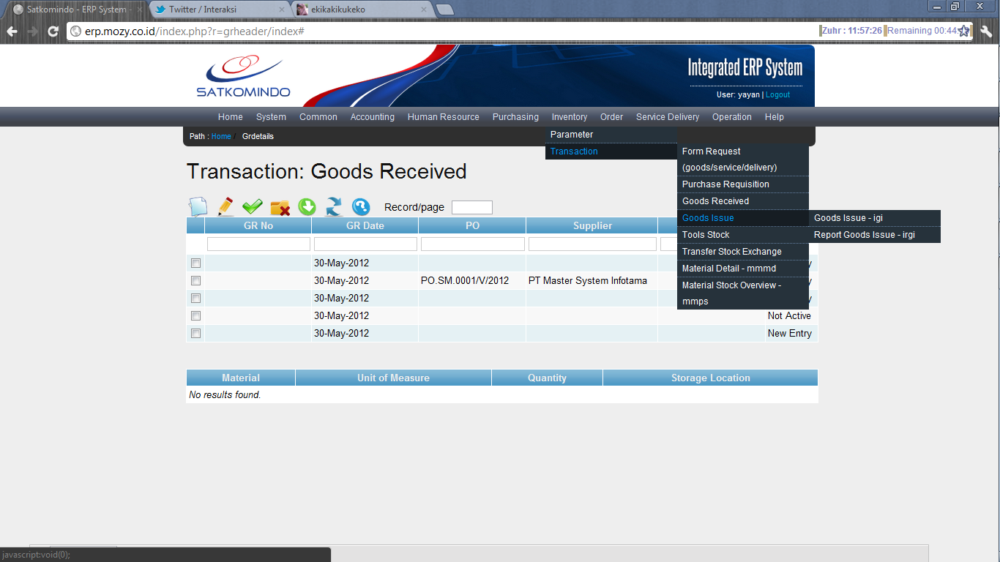 Satkomindo - ERP System -
Twitter / Interaksi
ekikakikukeko
erp.mozy.co.id/index.php?r=grheader/index#
Zuhr : 11:57:26
Remaining 00:44:
SATKOMINDO
Integrated ERP System
User: yayan | Logout
Home System Common Accounting Human Resource Purchasing Inventory Order Service Delivery Operation Help
Path : Home / Grdetails
Parameter
Transaction
Form Request
(goods/service/delivery)
Purchase Requisition
Goods Received
Goods Issue
Tools Stock
Transfer Stock Exchange
Material Detail - mmmd
Material Stock Overview -
mmps
Goods Issue - igi
Report Goods Issue - irgi
Transaction: Goods Received
Record/page
GR No GR Date PO Supplier
30-May-2012
30-May-2012 PO.SM.0001/V/2012 PT Master System Infotama
30-May-2012
30-May-2012 Not Active
30-May-2012 New Entry
Material Unit of Measure Quantity Storage Location
No results found.
javascript:void(0);